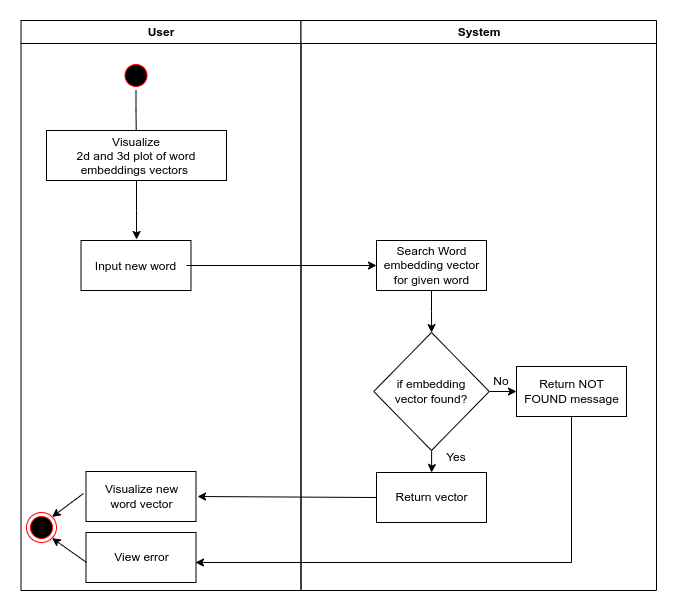 User
System
Visualize
2d and 3d plot of word
embeddings vectors
Input new word
Search Word
embedding vector
for given word
if embedding
vector found?
No
Return NOT
FOUND message
Yes
Visualize new
word vector
Return vector
View error